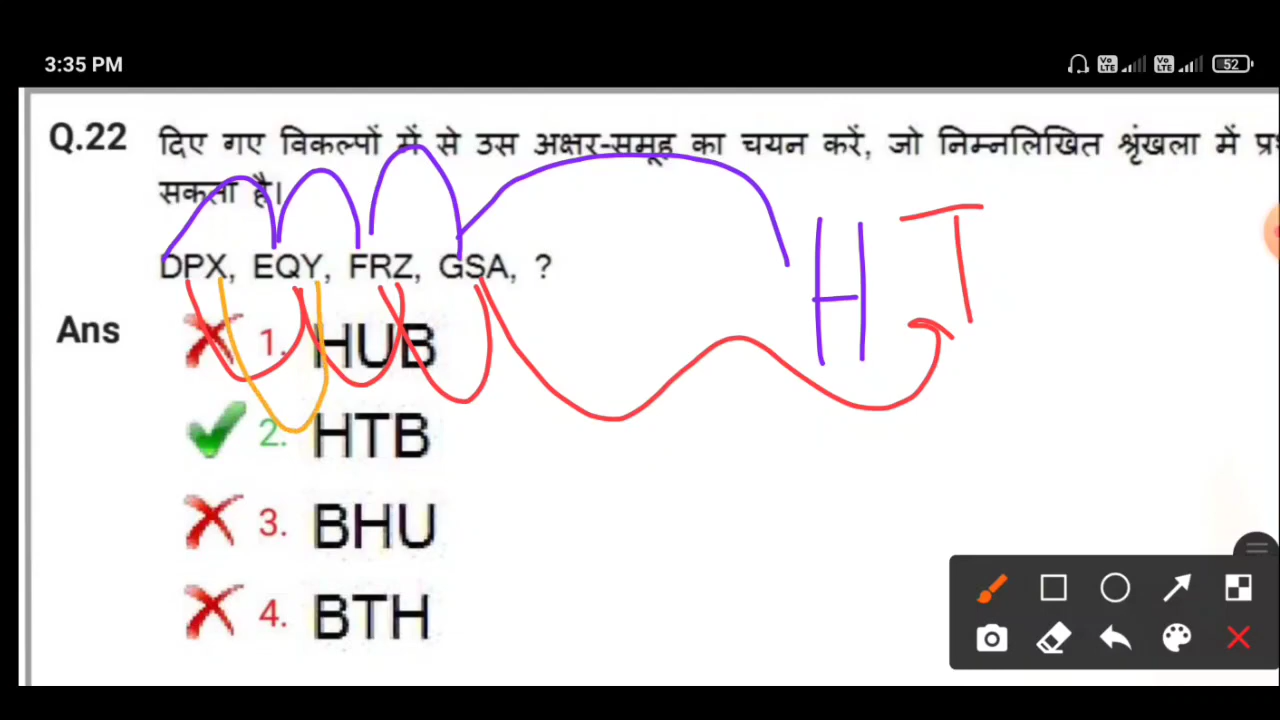 3:35 PM
52
Q.22 दिए गए विकल्पों में से उस अक्षर-समूह का चयन करें, जो निम्नलिखित श्रृंखला में
सकता है।
DPX, EQY, FRZ, GSA, ?
H T
Ans 1. HUB
2. HTB
3. BHU
4. BTH